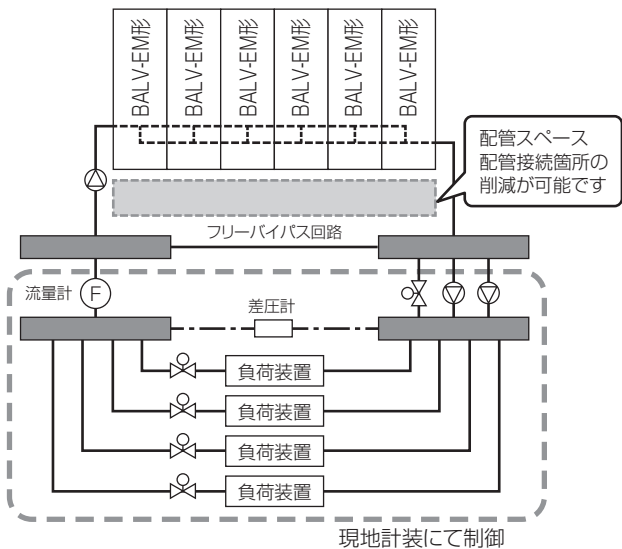 BALV-EM形
BALV-EM形
BALV-EM形
BALV-EM形
BALV-EM形
BALV-EM形
配管スペース
配管接続箇所の
削減が可能です
フリーバイパス回路
流量計
F
差圧計
負荷装置
負荷装置
負荷装置
負荷装置
現地計装にて制御